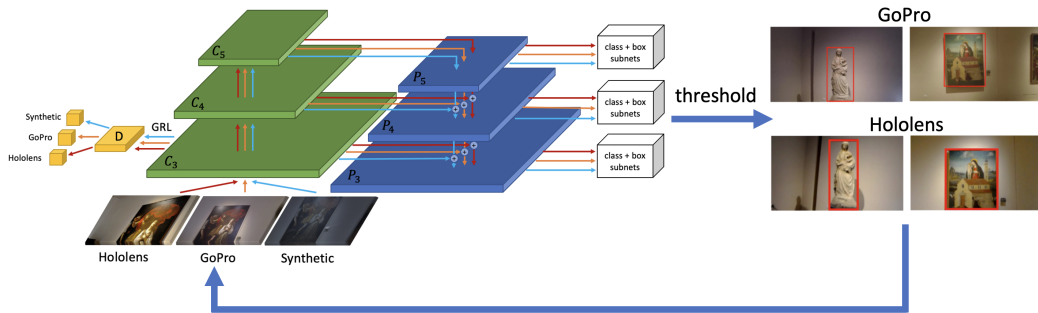 C5
C4
C3
P5
P4
P3
class + box
subnets
class + box
subnets
class + box
subnets
Synthetic
GoPro
Hololens
D
GRL
Hololens
GoPro
Synthetic
threshold
GoPro
Hololens